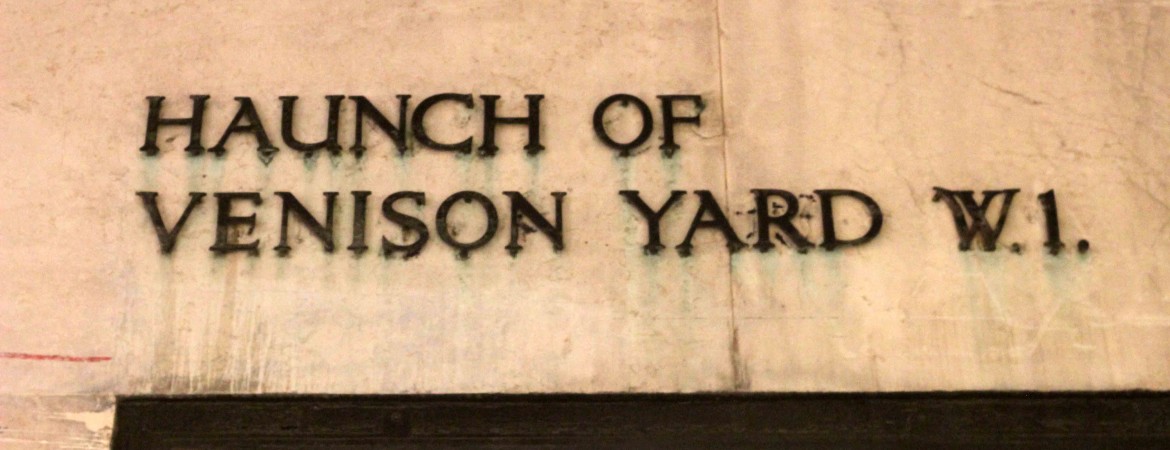 HAUNCH OF
VENISON YARD W.1.